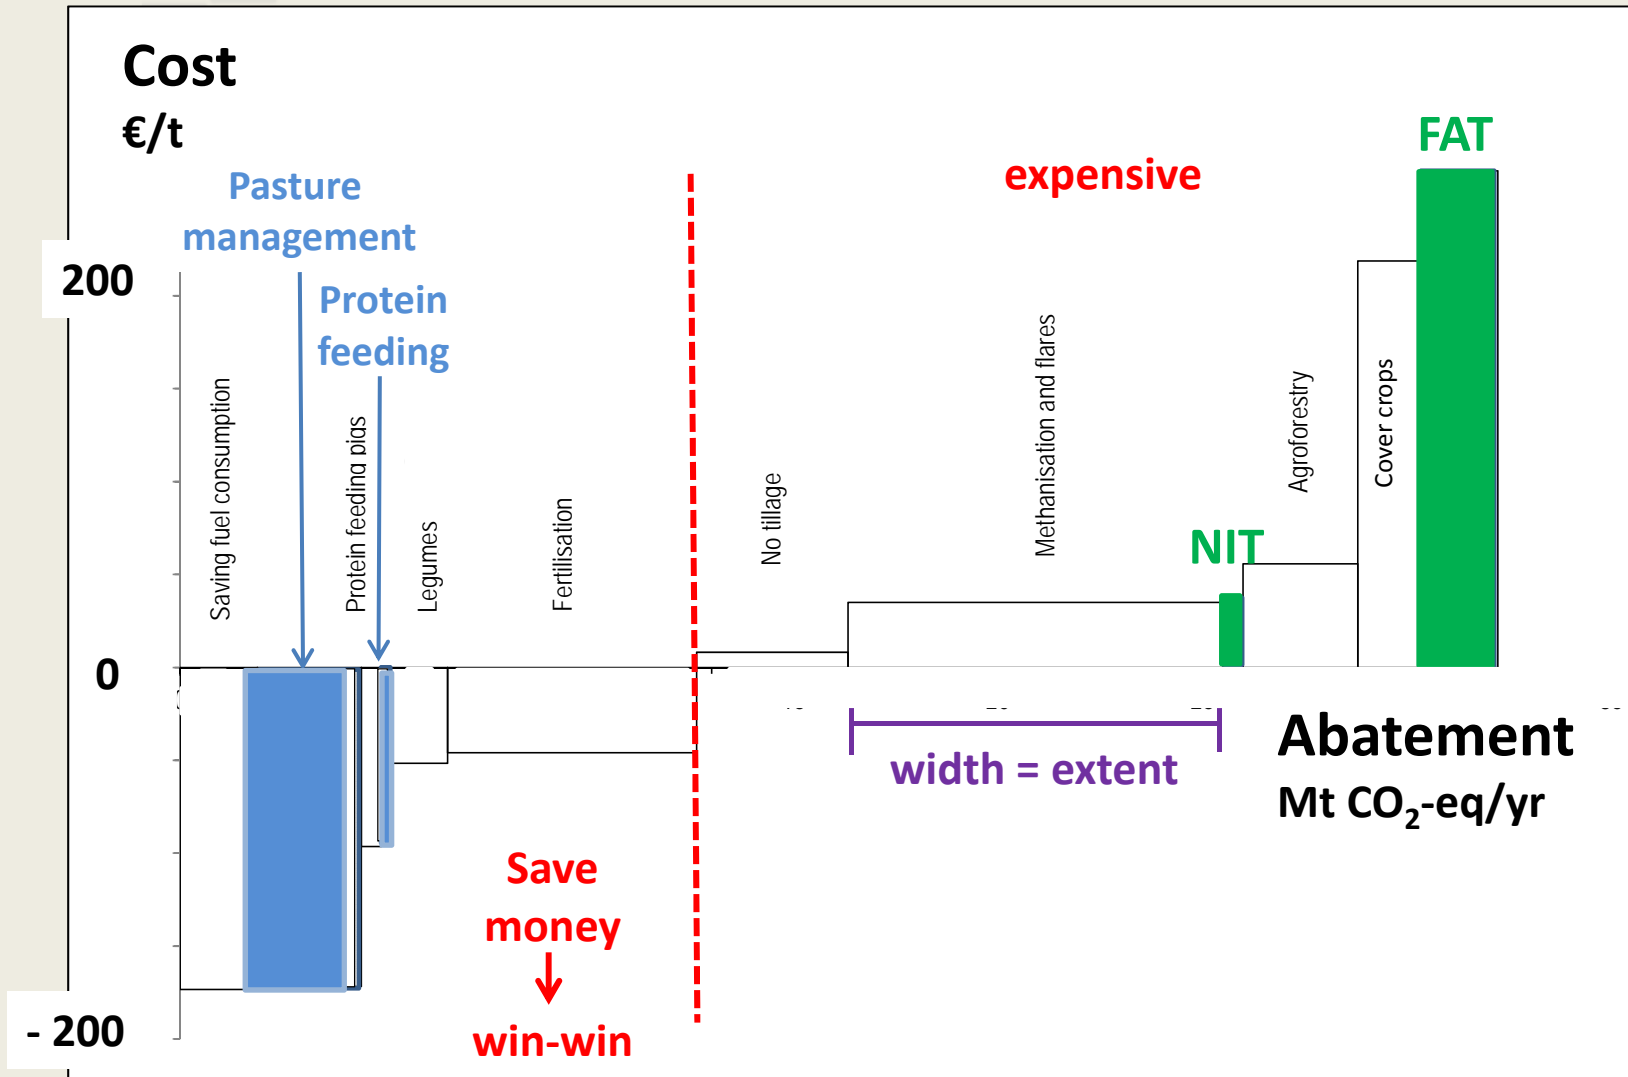 Cost
€/t
FAT
expensive
Pasture
management
200
Protein
feeding
Saving fuel consumption
Protein feeding pigs
Legumes
Fertilisation
No tillage
Methanisation and flares
Agroforestry
Cover crops
NIT
0
Abatement
Mt CO₂-eq/yr
width = extent
Save
money
win-win
- 200